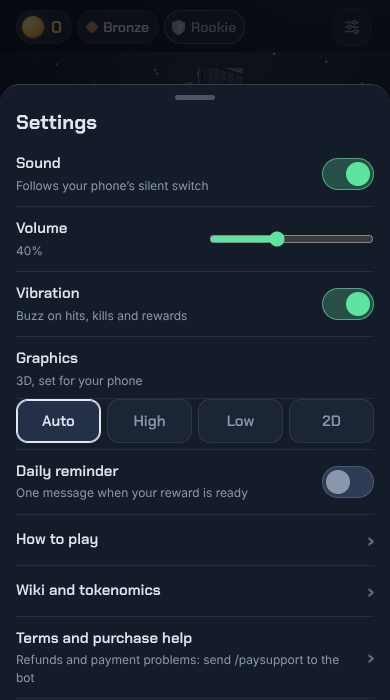 0 Bronze Rookie
Settings
Sound
Follows your phone’s silent switch
Volume
40%
Vibration
Buzz on hits, kills and rewards
Graphics
3D, set for your phone
Auto High Low 2D
Daily reminder
One message when your reward is ready
How to play
Wiki and tokenomics
Terms and purchase help
Refunds and payment problems: send /paysupport to the
bot